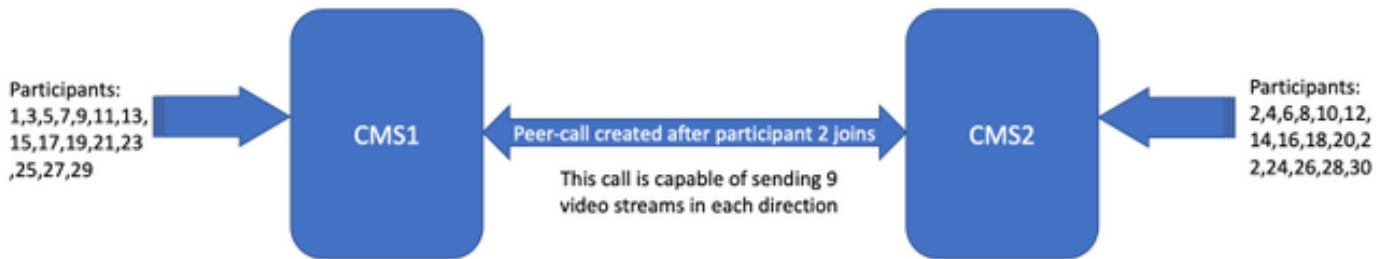 Participants:
1,3,5,7,9,11,13,
15,17,19,21,23
,25,27,29
CMS1
Peer-call created after participant 2 joins
This call is capable of sending 9
video streams in each direction
CMS2
Participants:
2,4,6,8,10,12,
14,16,18,20,2
2,24,26,28,30